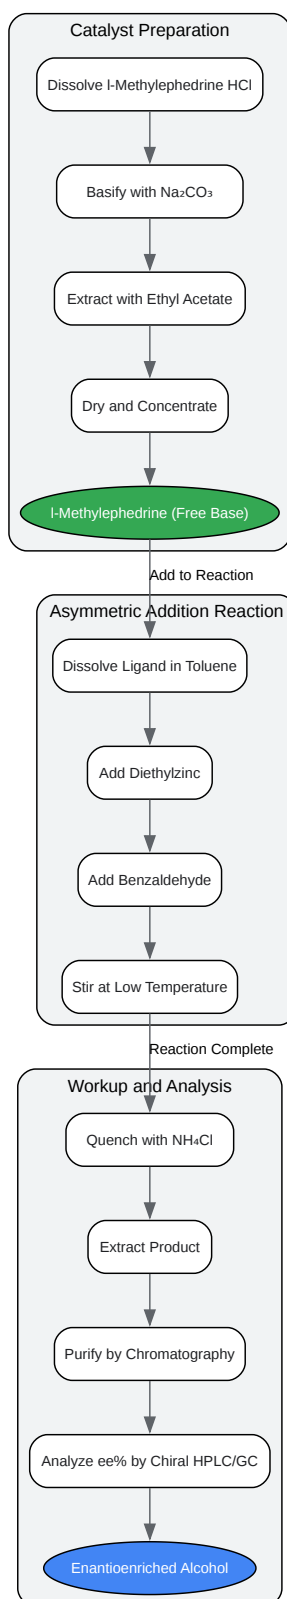 Catalyst Preparation
Dissolve l-Methylephedrine HCl
Basify with Na₂CO₃
Extract with Ethyl Acetate
Dry and Concentrate
l-Methylephedrine (Free Base)
Add to Reaction
Asymmetric Addition Reaction
Dissolve Ligand in Toluene
Add Diethylzinc
Add Benzaldehyde
Stir at Low Temperature
Reaction Complete
Workup and Analysis
Quench with NH₄Cl
Extract Product
Purify by Chromatography
Analyze ee% by Chiral HPLC/GC
Enantioenriched Alcohol